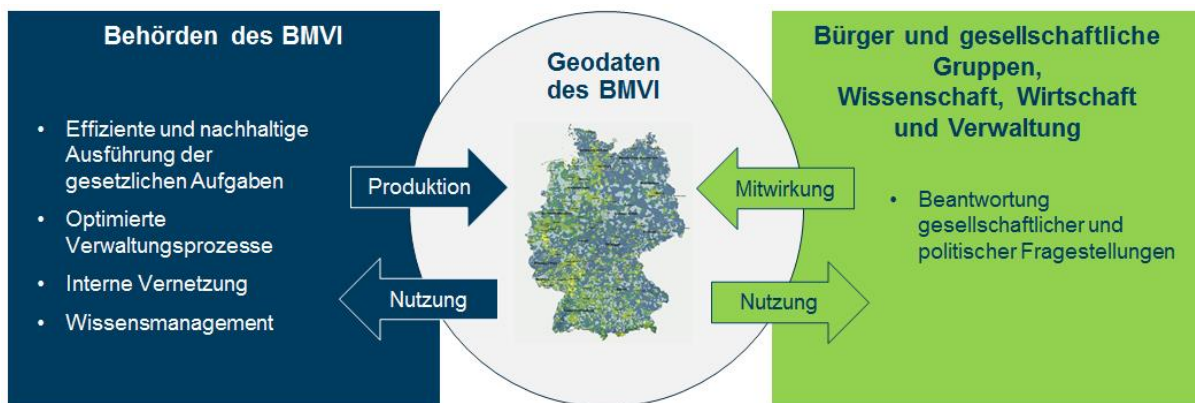 Behörden des BMVI
• Effiziente und nachhaltige
Ausführung der
gesetzlichen Aufgaben
• Optimierte
Verwaltungsprozesse
• Interne Vernetzung
• Wissensmanagement
Produktion
Nutzung
Geodaten
des BMVI
Mitwirkung
Nutzung
Bürger und gesellschaftliche
Gruppen,
Wissenschaft, Wirtschaft
und Verwaltung
• Beantwortung
gesellschaftlicher und
politischer Fragestellungen